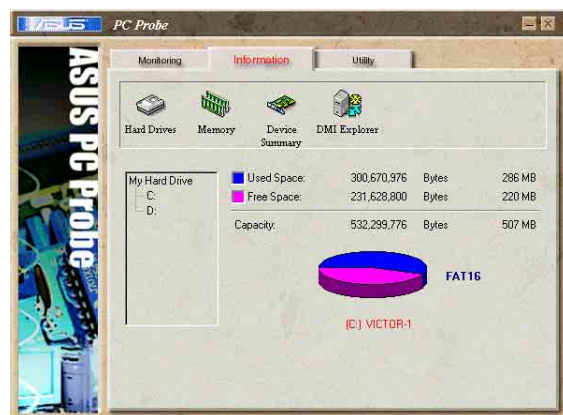 ASUS PC Probe
Monitoring Information Utility
Hard Drives Memory Device Summary DMI Explorer
ASUS PC Probe
My Hard Drive
C:
D:
Used Space: 300,670,976 Bytes 286 MB
Free Space: 231,628,800 Bytes 220 MB
Capacity: 532,299,776 Bytes 507 MB
FAT16
(C:) VICTOR-1